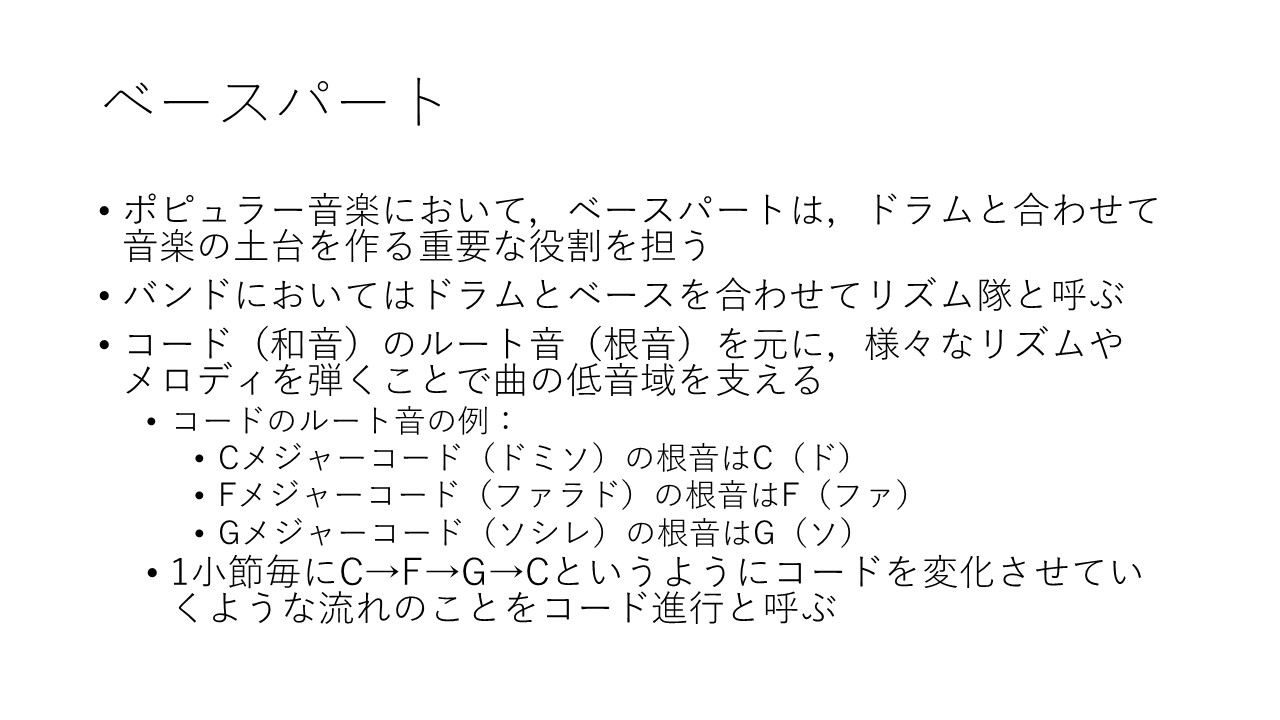 ベースパート
• ポピュラー音楽において，ベースパートは，ドラムと合わせて
音楽の土台を作る重要な役割を担う
• バンドにおいてはドラムとベースを合わせてリズム隊と呼ぶ
• コード（和音）のルート音（根音）を元に，様々なリズムや
メロディを弾くことで曲の低音域を支える
• コードのルート音の例：
• Cメジャーコード（ドミソ）の根音はC（ド）
• Fメジャーコード（ファラド）の根音はF（ファ）
• Gメジャーコード（ソシレ）の根音はG（ソ）
• 1小節毎にC→F→G→Cというようにコードを変化させてい
くような流れのことをコード進行と呼ぶ